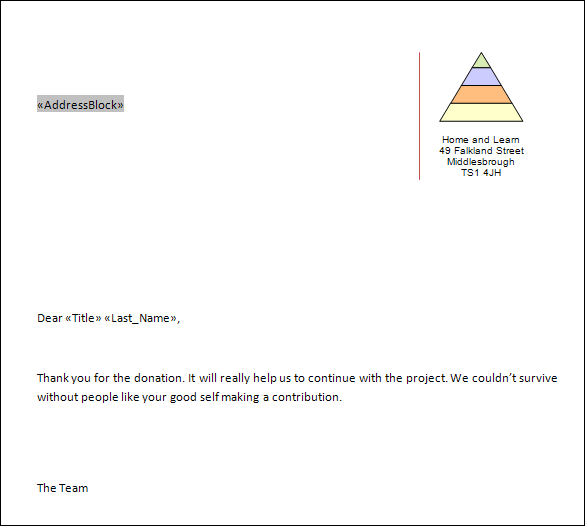 «AddressBlock»
Home and Learn
49 Falkland Street
Middlesbrough
TS1 4JH
Dear «Title» «Last_Name»,
Thank you for the donation. It will really help us to continue with the project. We couldn’t survive
without people like your good self making a contribution.
The Team